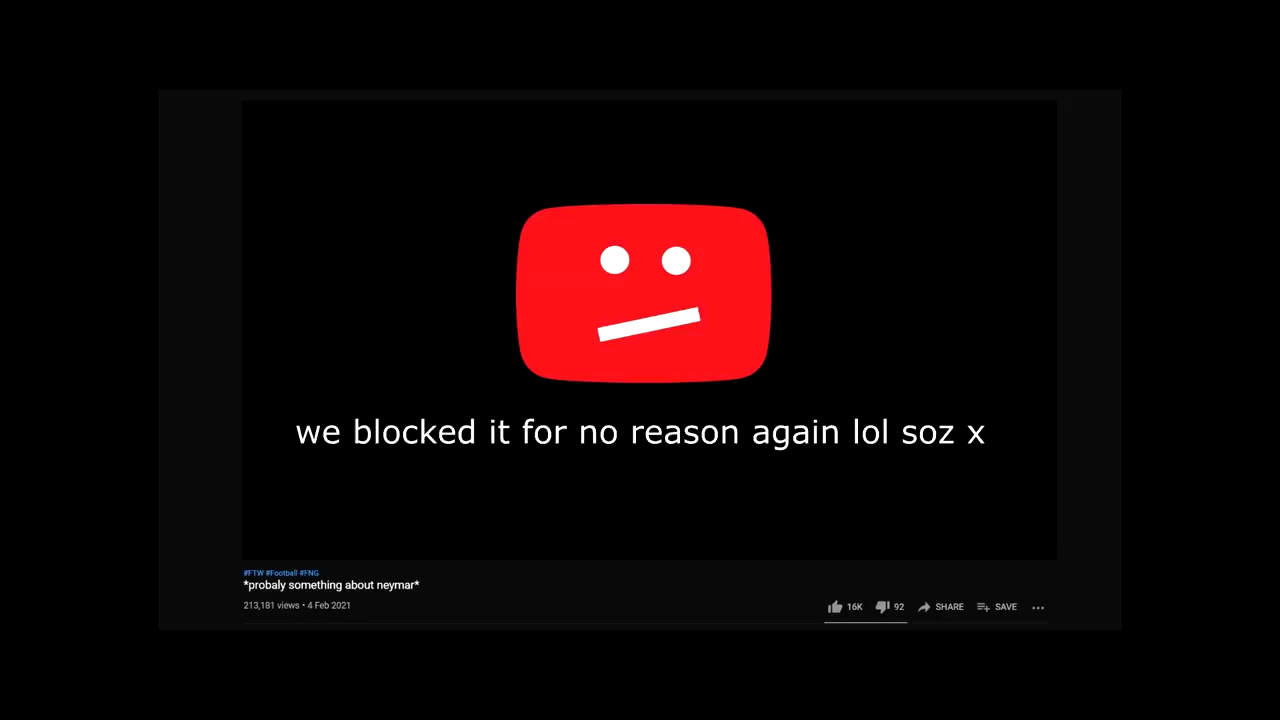 we blocked it for no reason again lol soz x
#FTW #Football #FNG
*probaly something about neymar*
213,181 views • 4 Feb 2021
16K 92 SHARE SAVE